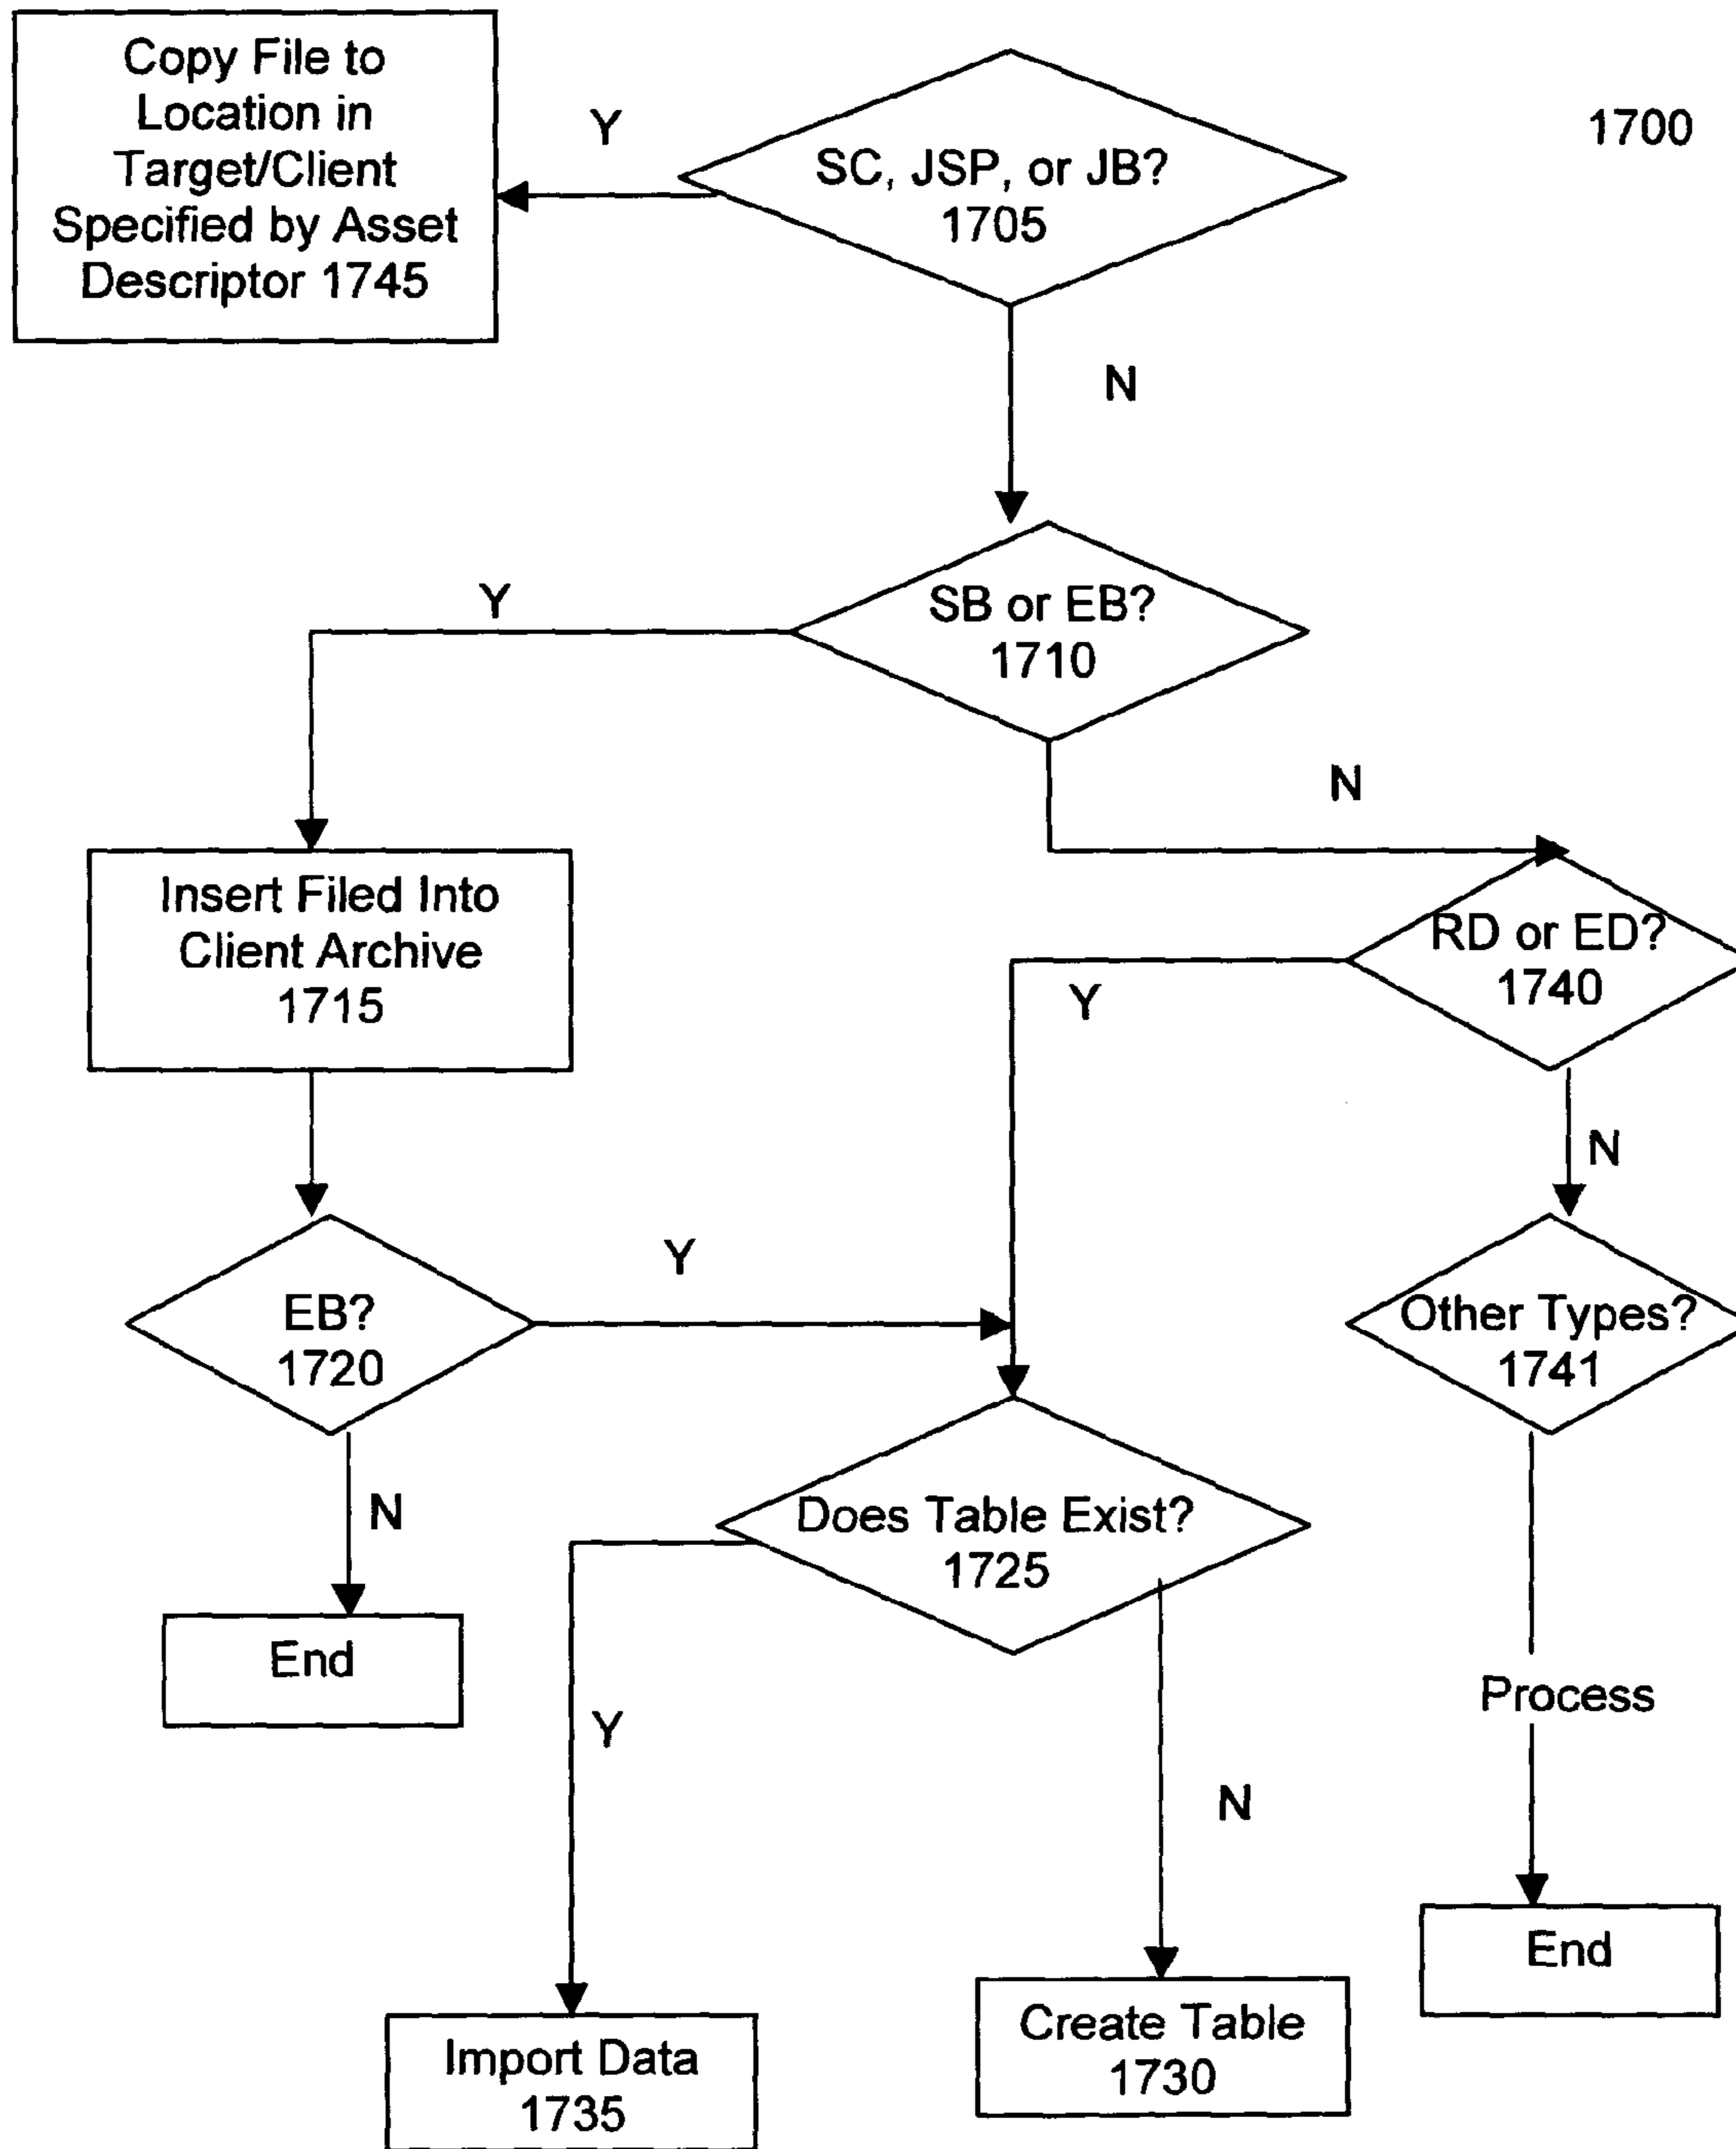 Copy File to
Location in
Target/Client
Specified by Asset
Descriptor 1745
Y
SC, JSP, or JB?
1705
1700
N
SB or EB?
1710
Y
N
Insert Filed Into
Client Archive
1715
RD or ED?
1740
Y
N
EB?
1720
Y
Other Types?
1741
N
Does Table Exist?
1725
End
Y
N
Process
End
Import Data
1735
Create Table
1730